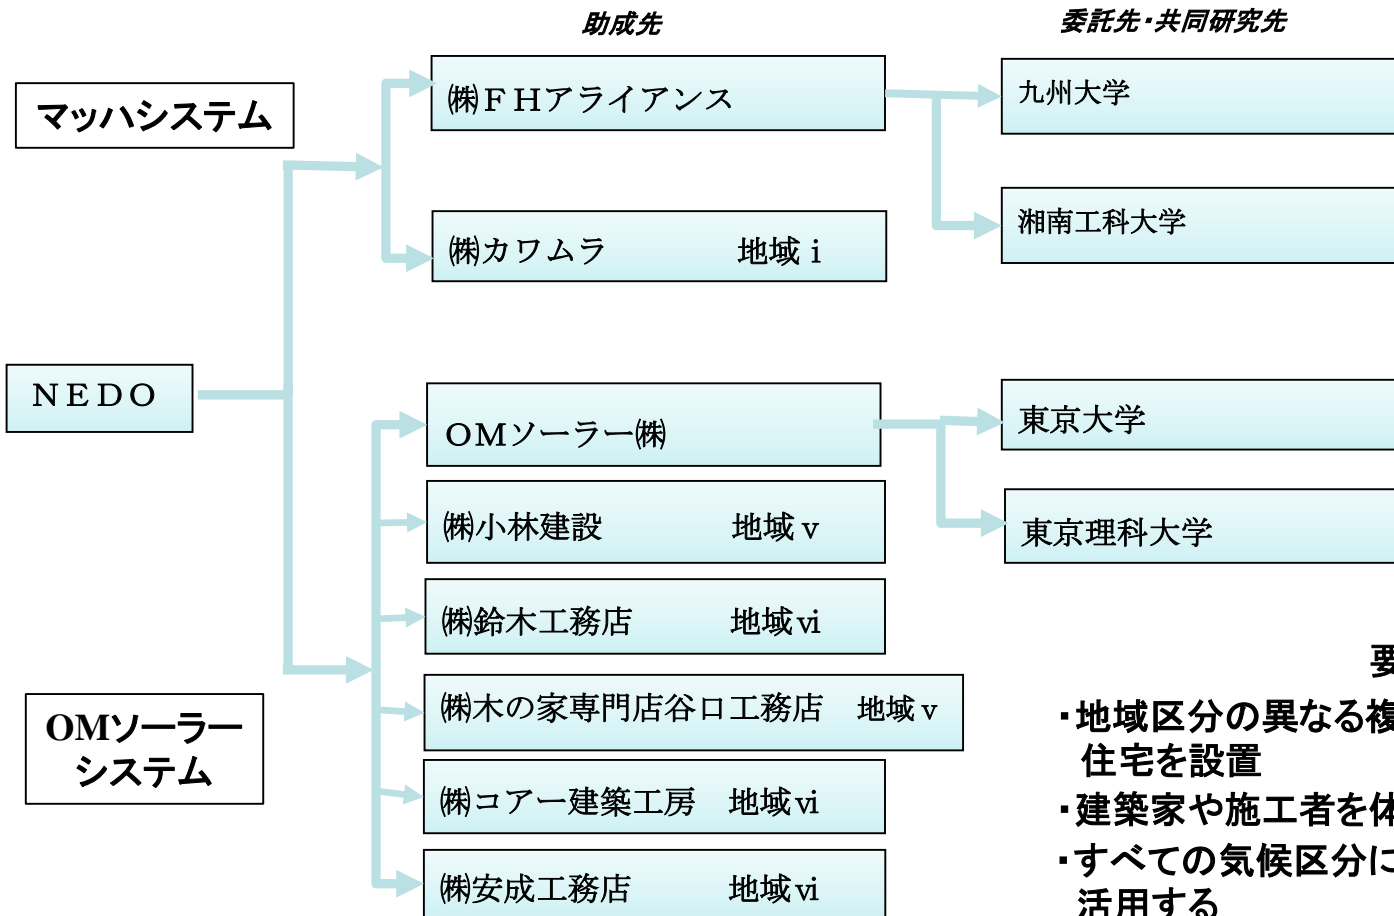 助成先
委託先・共同研究先
マッハシステム
㈱ＦＨアライアンス
九州大学
湘南工科大学
㈱カワムラ 地域ⅰ
ＮＥＤＯ
OMソーラー㈱
東京大学
㈱小林建設 地域ⅴ
東京理科大学
㈱鈴木工務店 地域ⅵ
要
㈱木の家専門店谷口工務店 地域ⅴ
OMソーラー
システム
・地域区分の異なる複
住宅を設置
㈱コアー建築工房 地域ⅵ
・建築家や施工者を体
・すべての気候区分に
活用する
㈱安成工務店 地域ⅵ